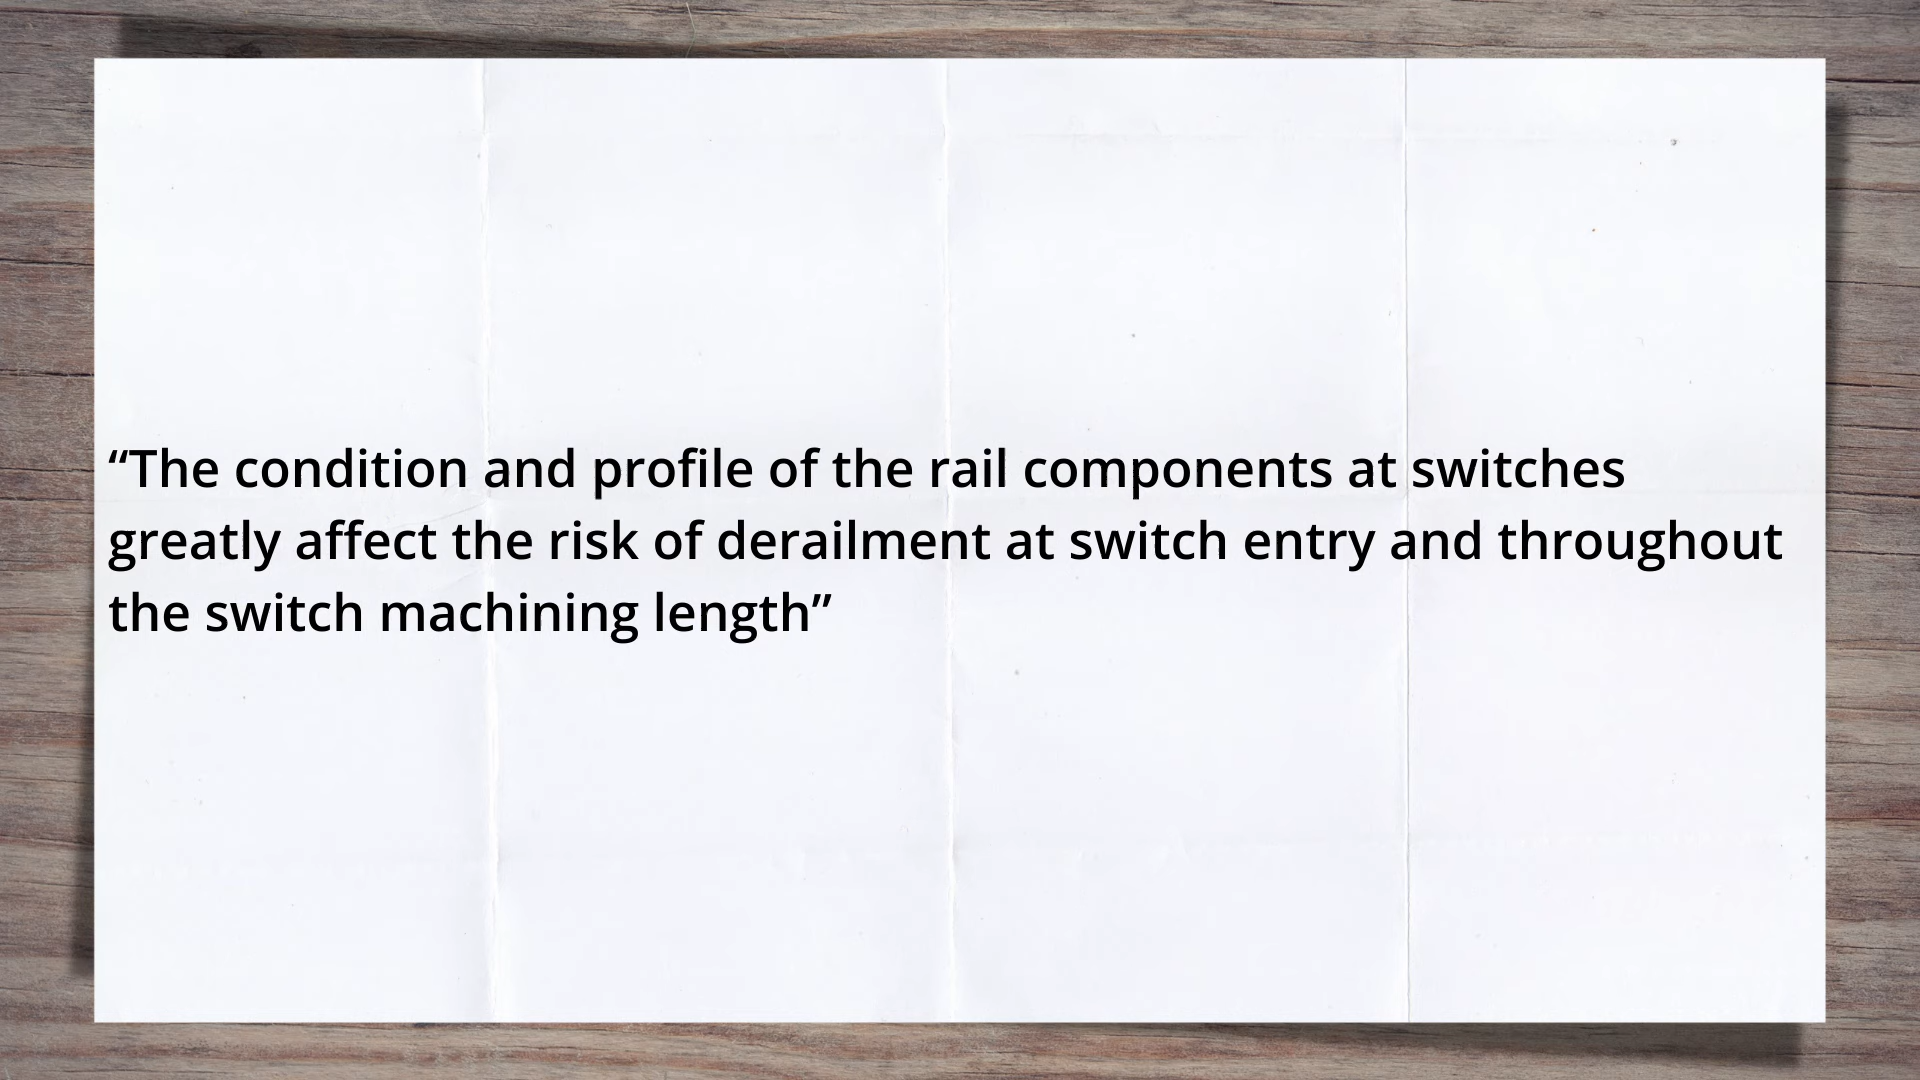 “The condition and profile of the rail components at switches
greatly affect the risk of derailment at switch entry and throughout
the switch machining length”